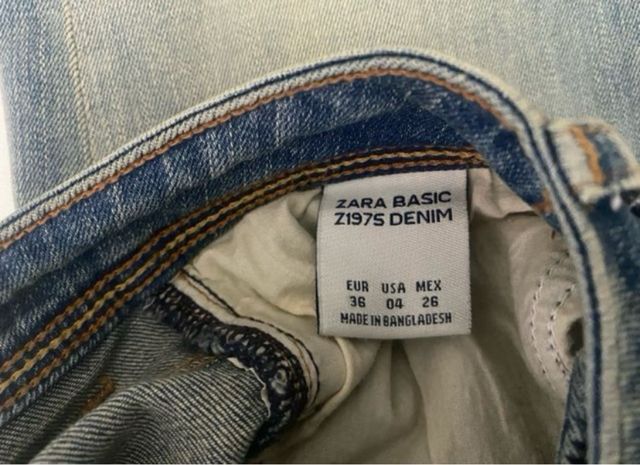 ZARA BASIC
Z1975 DENIM
EUR USA MEX
36 04 26
MADE IN BANGLADESH